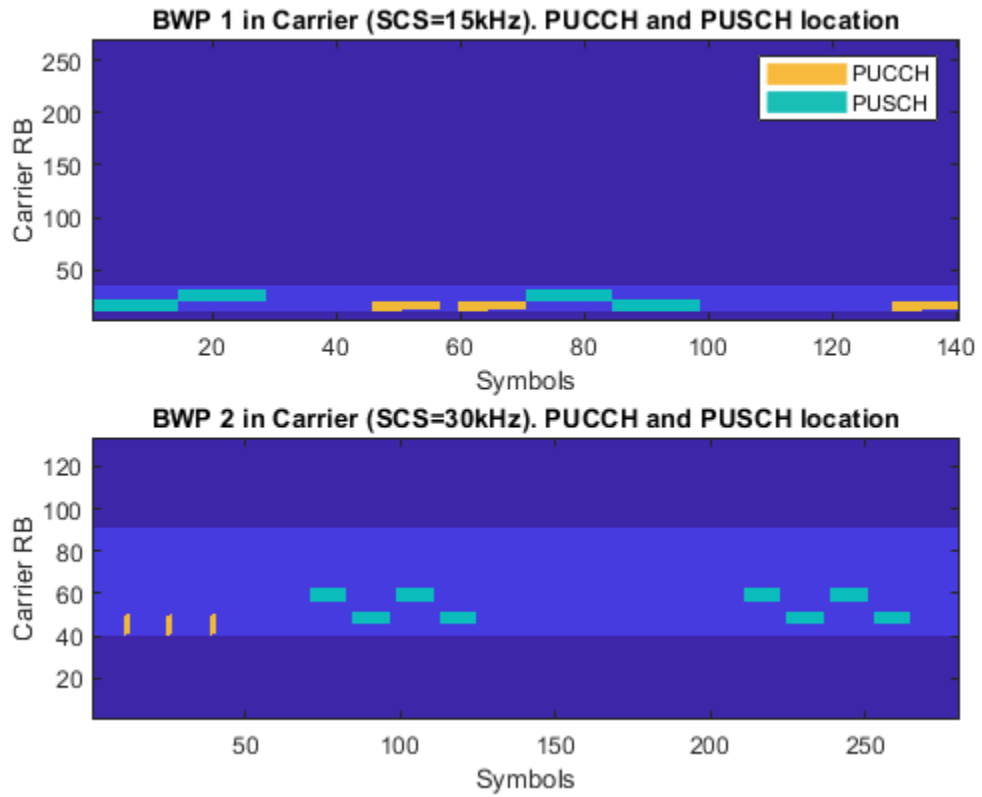 BWP 1 in Carrier (SCS=15kHz). PUCCH and PUSCH location
PUCCH
PUSCH
Carrier RB
250
200
150
100
50
20 40 60 80 100 120 140
Symbols
BWP 2 in Carrier (SCS=30kHz). PUCCH and PUSCH location
Carrier RB
120
100
80
60
40
20
50 100 150 200 250
Symbols